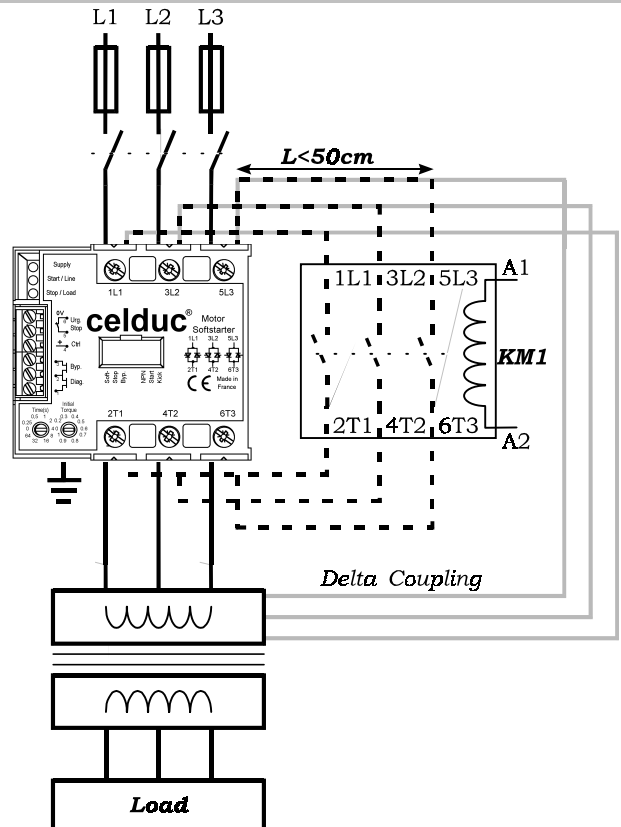 L1 L2 L3
L<50cm
Supply
Start / Line
Stop / Load
1L1 3L2 5L3
1L1 3L2 5L3 A1
0V Urg.
Stop
Ctrl
Byp.
Diag.
celduc®
Motor
Softstarter
1L1 3L2 5L3
2T1 4T2 6T3
Soft-
Stop
Byp.
NPN
Start
Kick
CE Made in
France
KM1
Time(s)
Initial
Torque
2T1 4T2 6T3
2T1 4T2 6T3
A2
Delta Coupling
Load